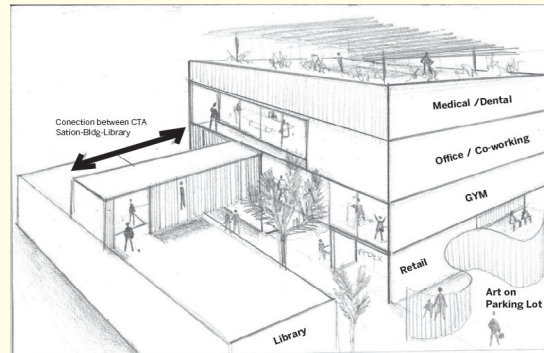 Conection between CTA
Sation-Bldg-Library
Medical /Dental
Office / Co-working
GYM
Retail
Art on
Parking Lot
Library